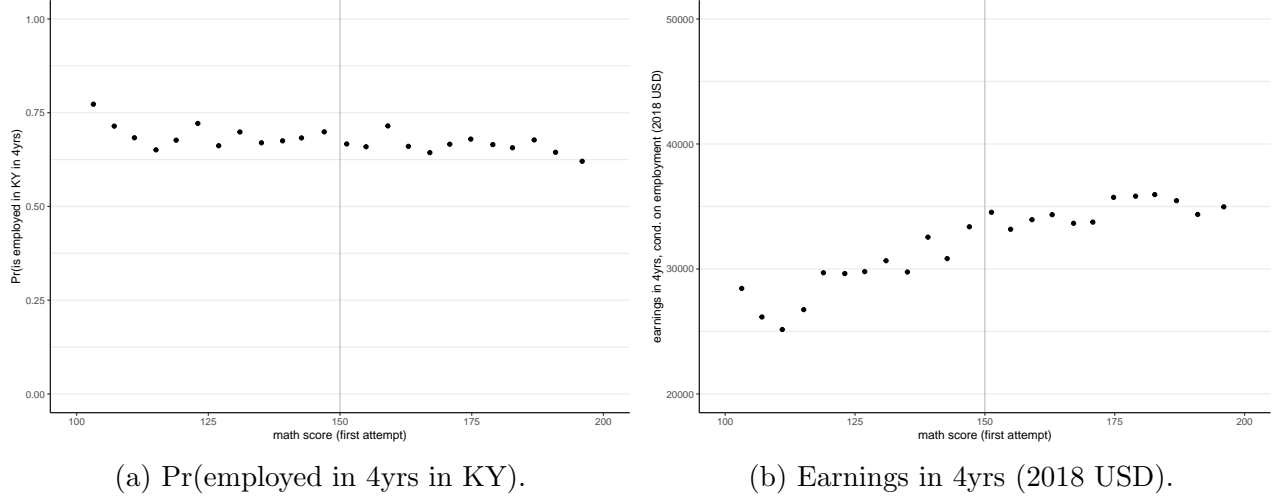 1.00
0.75
0.50
0.25
0.00
Pr(is employed in KY in 4yrs)
100 125 150 175 200
math score (first attempt)
(a) Pr(employed in 4yrs in KY).
50000
40000
30000
20000
earnings in 4yrs, cond. on employment (2018 USD)
100 125 150 175 200
math score (first attempt)
(b) Earnings in 4yrs (2018 USD).